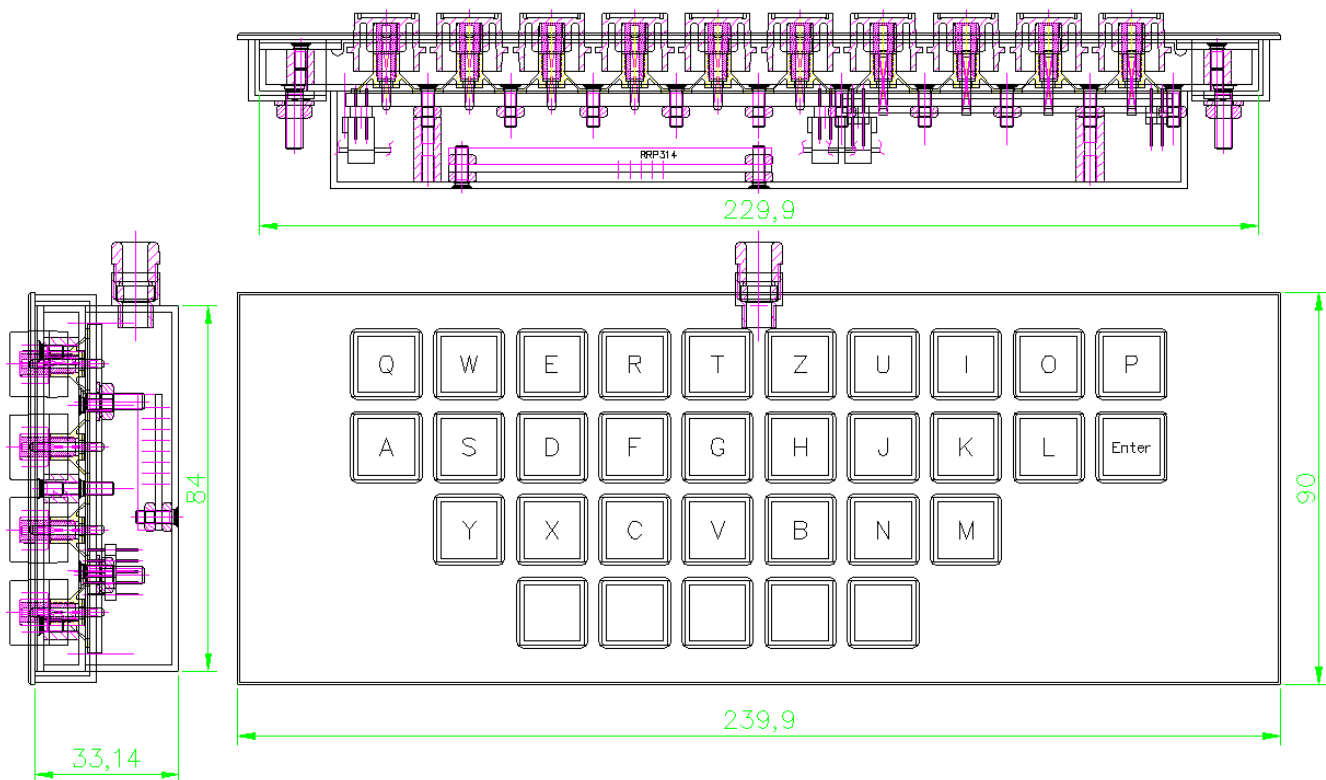 RRP314
229,9
Q W E R T Z U I O P
A S D F G H J K L Enter
Y X C V B N M
84
90
239,9
33,14